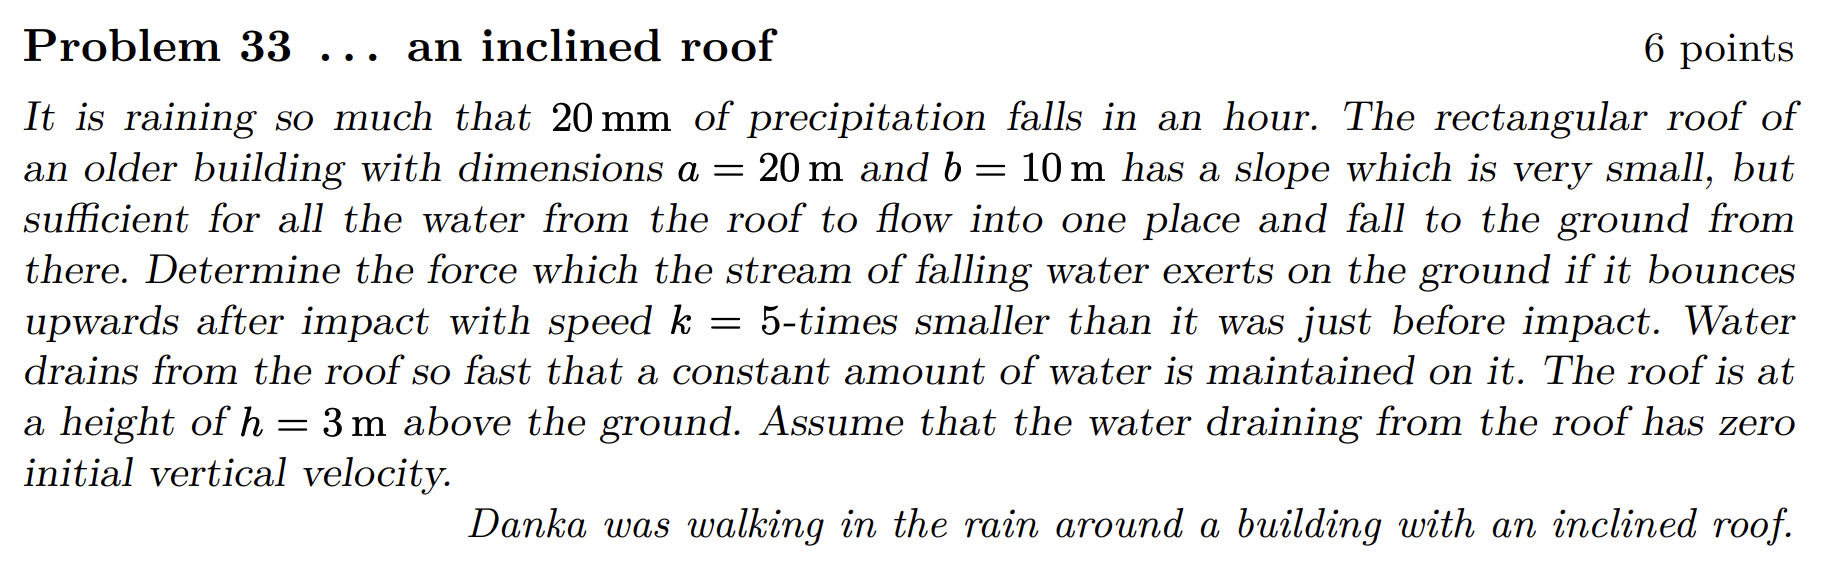 Problem 33 ... an inclined roof 6 points
It is raining so much that 20 mm of precipitation falls in an hour. The rectangular roof of
an older building with dimensions a = 20 m and b = 10 m has a slope which is very small, but
sufficient for all the water from the roof to flow into one place and fall to the ground from
there. Determine the force which the stream of falling water exerts on the ground if it bounces
upwards after impact with speed k = 5-times smaller than it was just before impact. Water
drains from the roof so fast that a constant amount of water is maintained on it. The roof is at
a height of h = 3 m above the ground. Assume that the water draining from the roof has zero
initial vertical velocity.
Danka was walking in the rain around a building with an inclined roof.